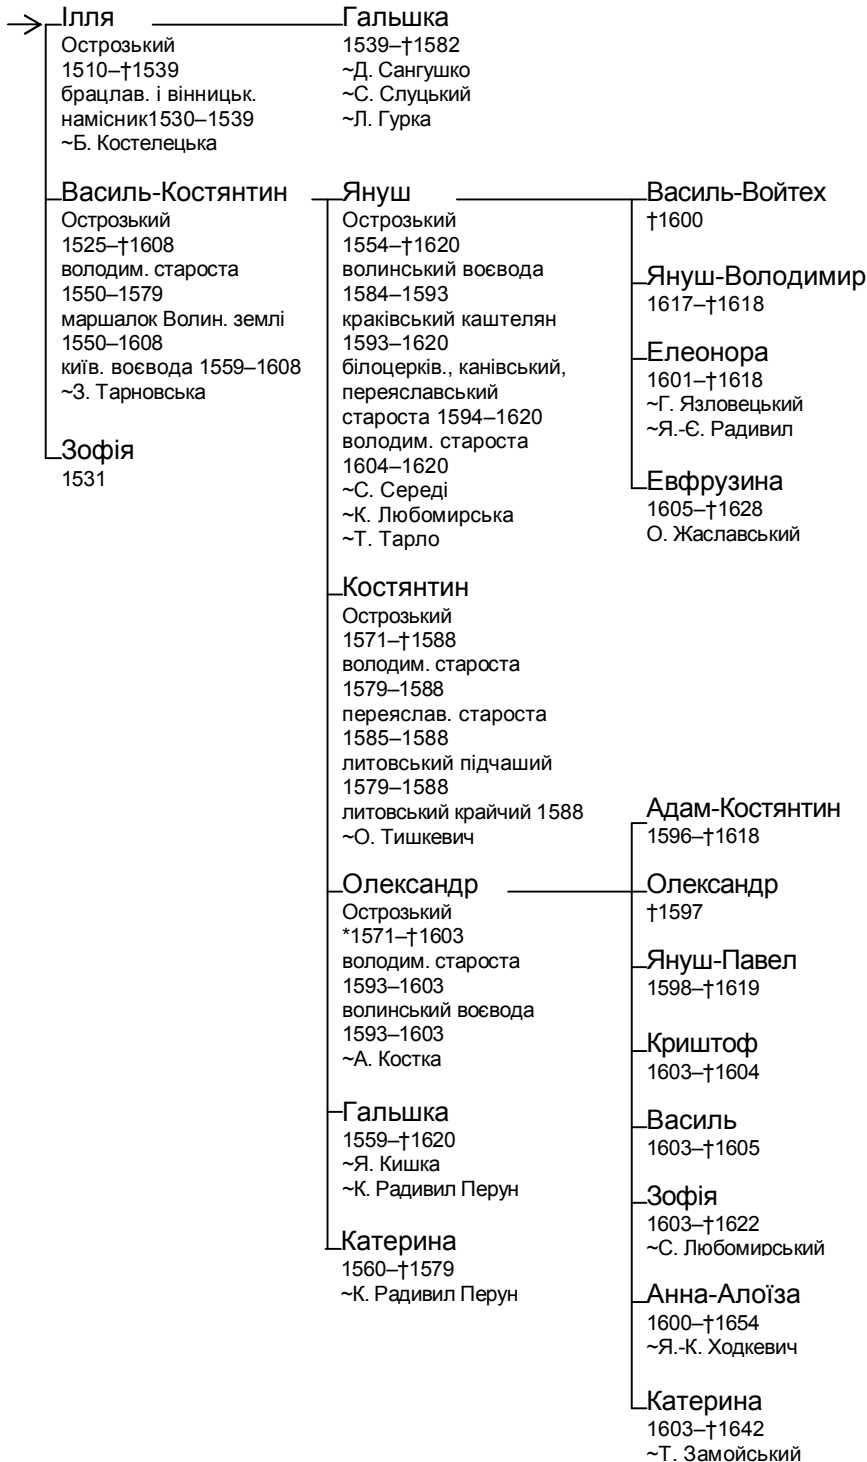 Ілля
Острозький
1510–†1539
брацлав. і вінницьк.
намісник1530–1539
~Б. Костелецька
Гальшка
1539–†1582
~Д. Сангушко
~С. Слуцький
~Л. Гурка
Василь-Костянтин
Острозький
1525–†1608
володим. староста
1550–1579
маршалок Волин. землі
1550–1608
київ. воєвода 1559–1608
~З. Тарновська
Зофія
1531
Януш
Острозький
1554–†1620
волинський воєвода
1584–1593
краківський каштелян
1593–1620
білоцерків., канівський,
переяславський
староста 1594–1620
володим. староста
1604–1620
~С. Середі
~К. Любомирська
~Т. Тарло
Василь-Войтех
†1600
Януш-Володимир
1617–†1618
Елеонора
1601–†1618
~Г. Язловецький
~Я.-Є. Радивил
Евфрузина
1605–†1628
О. Жаславський
Костянтин
Острозький
1571–†1588
володим. староста
1579–1588
переяслав. староста
1585–1588
литовський підчаший
1579–1588
литовський крайчий 1588
~О. Тишкевич
Олександр
Острозький
*1571–†1603
володим. староста
1593–1603
волинський воєвода
1593–1603
~А. Костка
Гальшка
1559–†1620
~Я. Кишка
~К. Радивил Перун
Катерина
1560–†1579
~К. Радивил Перун
Адам-Костянтин
1596–†1618
Олександр
†1597
Януш-Павел
1598–†1619
Криштоф
1603–†1604
Василь
1603–†1605
Зофія
1603–†1622
~С. Любомирський
Анна-Алоїза
1600–†1654
~Я.-К. Ходкевич
Катерина
1603–†1642
~Т. Замойський